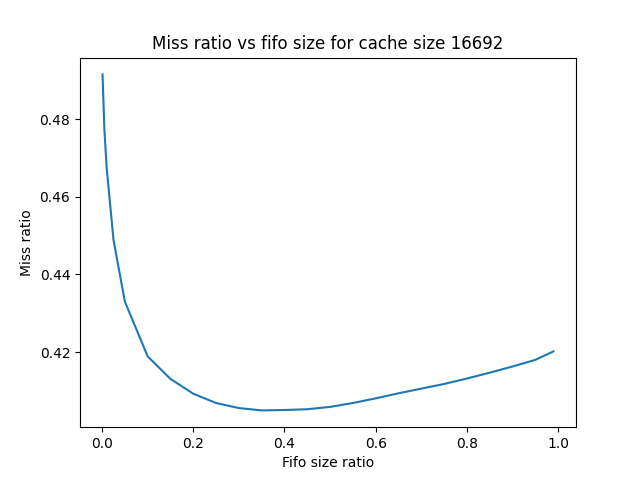 Miss ratio vs fifo size for cache size 16692
0.48
0.46
0.44
0.42
Miss ratio
0.0 0.2 0.4 0.6 0.8 1.0
Fifo size ratio